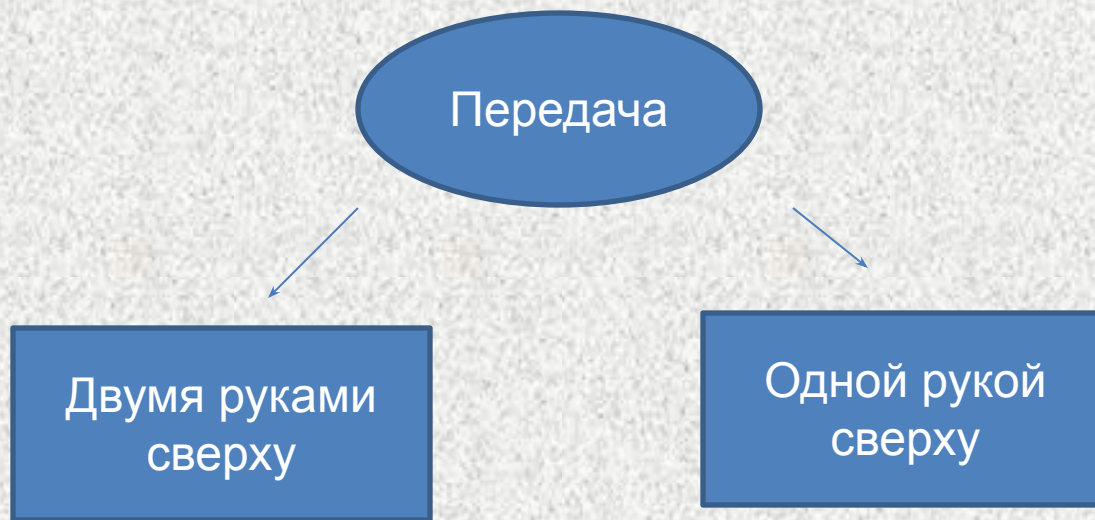 Передача
Двумя руками
сверху
Одной рукой
сверху